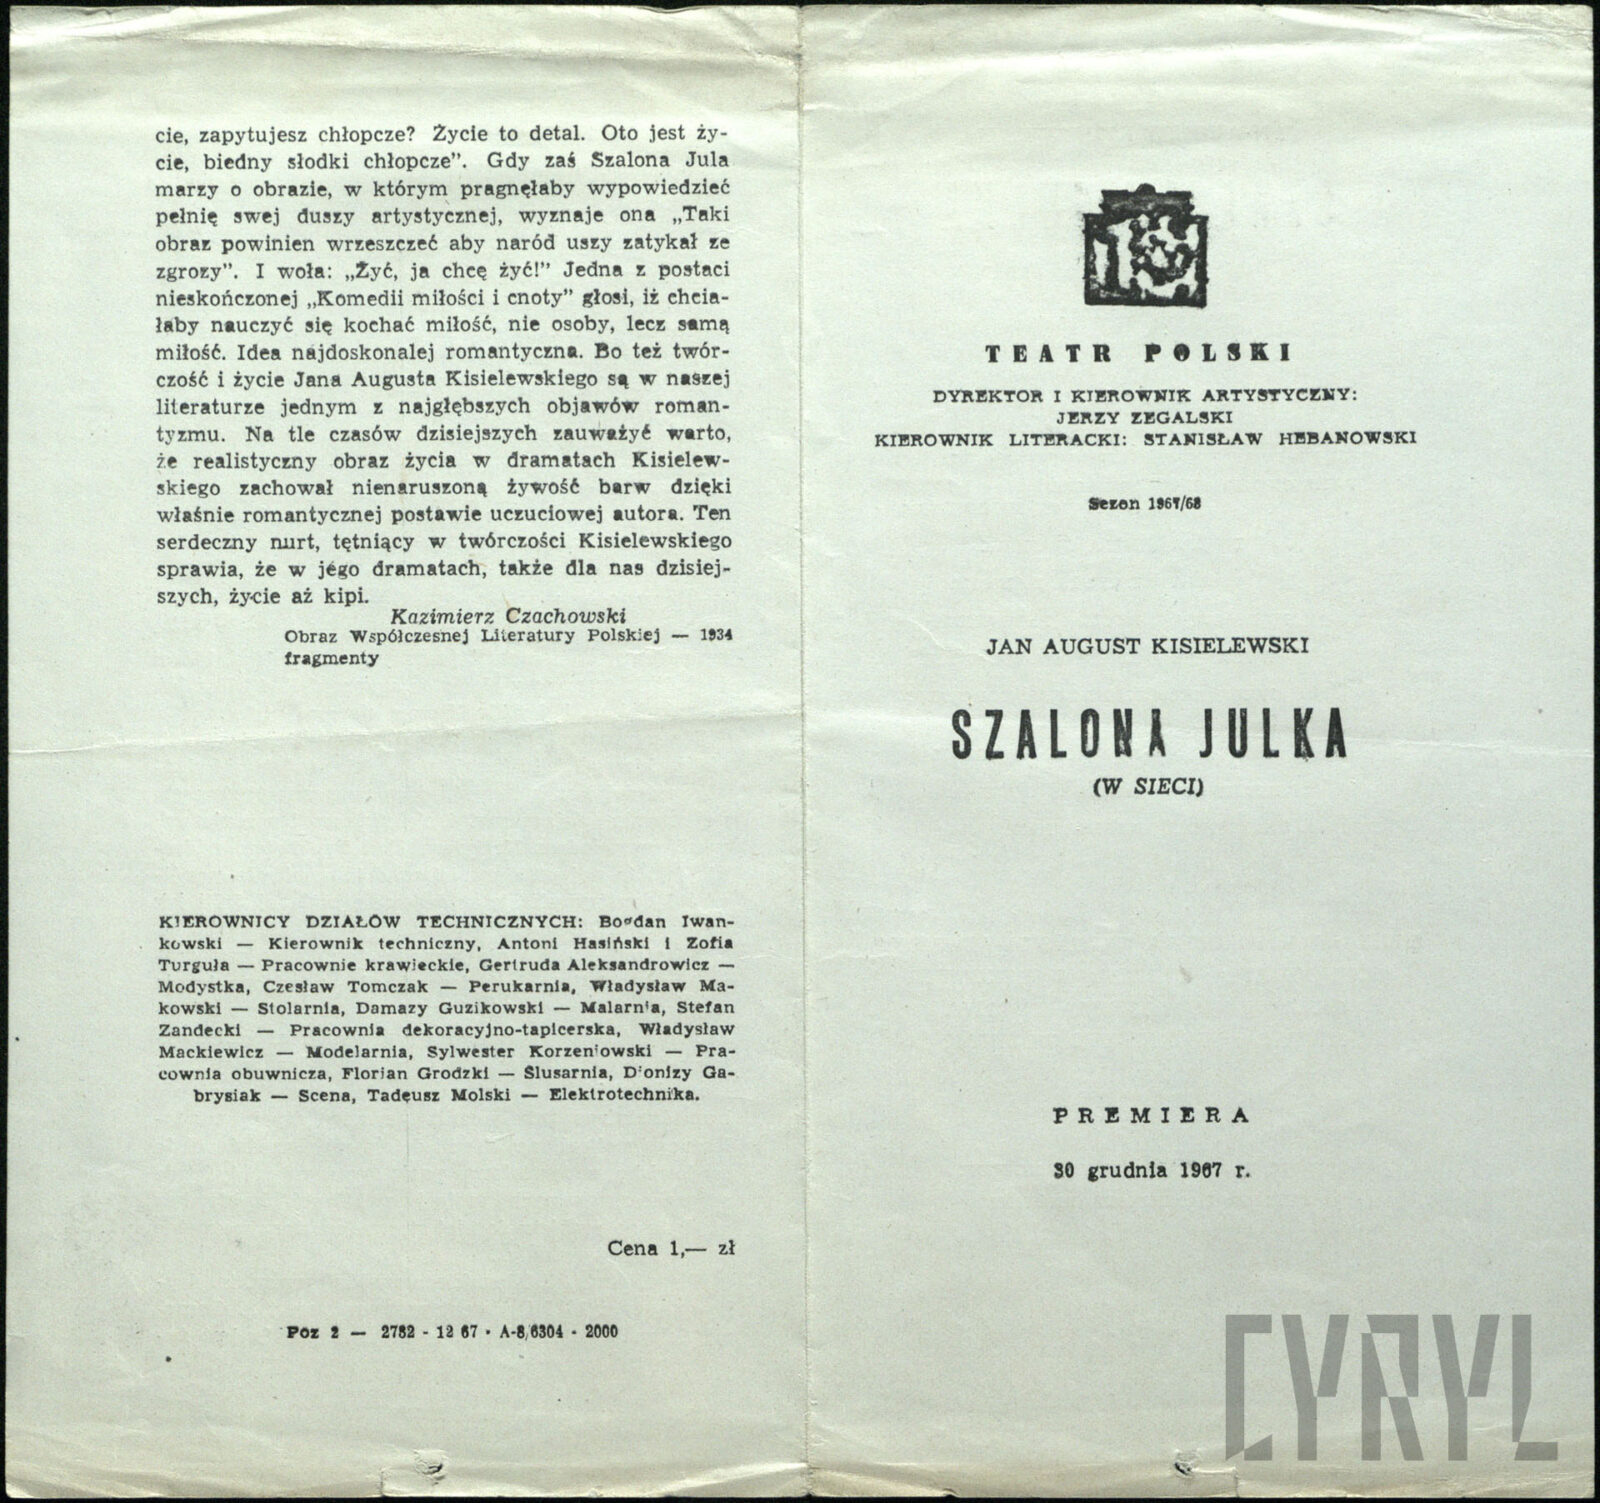 cie, zapytujesz chłopcze? Życie to detal. Oto jest ży-
cie, biedny słodki chłopcze”. Gdy zaś Szalona Jula
marzy o obrazie, w którym pragnęłaby wypowiedzieć
pełnię swej duszy artystycznej, wyznaje ona „Taki
obraz powinien wrzeszczeć aby naród uszy zatykał ze
zgrozy”. I woła: „Żyć, ja chcę żyć!” Jedna z postaci
nieskończonej „Komedii miłości i cnoty” głosi, iż chcia-
łaby nauczyć się kochać miłość, nie osoby, lecz samą
miłość. Idea najdoskonalej romantyczna. Bo też twór-
czość i życie Jana Augusta Kisielewskiego są w naszej
literaturze jednym z najgłębszych objawów roman-
tyzmu. Na tle czasów dzisiejszych zauważyć warto,
że realistyczny obraz życia w dramatach Kisielew-
skiego zachował nienaruszoną żywość barw dzięki
właśnie romantycznej postawie uczuciowej autora. Ten
serdeczny nurt, tętniący w twórczości Kisielewskiego
sprawia, że w jégo dramatach, także dla nas dzisiej-
szych, życie aż kipi.
Kazimierz Czachowski
Obraz Współczesnej Literatury Polskiej — 1934
fragmenty
KIEROWNICY DZIAŁÓW TECHNICZNYCH: Bogdan Iwan-
kowski — Kierownik techniczny, Antoni Hasiński i Zofia
Turguła — Pracownie krawieckie, Gertruda Aleksandrowicz —
Modystka, Czesław Tomczak — Perukarnia, Władysław Ma-
kowski — Stolarnia, Damazy Guzikowski — Malarnia, Stefan
Zandecki — Pracownia dekoracyjno-tapicerska, Władysław
Mackiewicz — Modelarnia, Sylwester Korzeniowski — Pra-
cownia obuwnicza, Florian Grodzki — Ślusarnia, Dionizy Ga-
brysiak — Scena, Tadeusz Molski — Elektrotechnika.
Cena 1,— zł
Poz 2 — 2782 - 12 67 · A-8/6304 - 2000
TEATR POLSKI
DYREKTOR I KIEROWNIK ARTYSTYCZNY:
JERZY ZEGALSKI
KIEROWNIK LITERACKI: STANISŁAW HEBANOWSKI
Sezon 1967/68
JAN AUGUST KISIELEWSKI
SZALONA JULKA
(W SIECI)
PREMIERA
30 grudnia 1967 r.
CYRYL